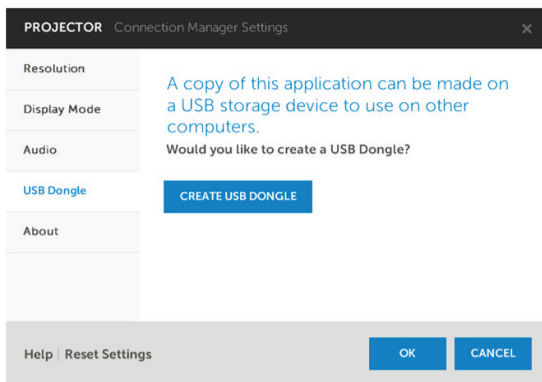 PROJECTOR Connection Manager Settings ×
Resolution
Display Mode
Audio
USB Dongle
About
A copy of this application can be made on
a USB storage device to use on other
computers.
Would you like to create a USB Dongle?
CREATE USB DONGLE
Help | Reset Settings
OK
CANCEL